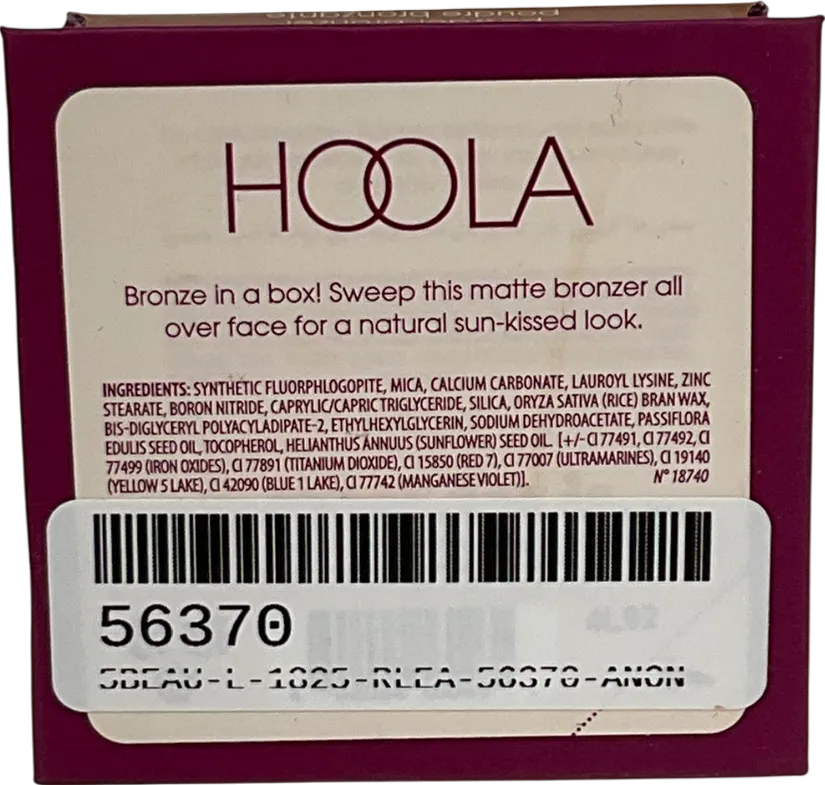 poudre bronzante
HOOLA
Bronze in a box! Sweep this matte bronzer all
over face for a natural sun-kissed look.
INGREDIENTS: SYNTHETIC FLUORPHLOGOPITE, MICA, CALCIUM CARBONATE, LAUROYL LYSINE, ZINC
STEARATE, BORON NITRIDE, CAPRYLIC/CAPRIC TRIGLYCERIDE, SILICA, ORYZA SATIVA (RICE) BRAN WAX,
BIS-DIGLYCERYL POLYACYLADIPATE-2, ETHYLHEXYLGLYCERIN, SODIUM DEHYDROACETATE, PASSIFLORA
EDULIS SEED OIL, TOCOPHEROL, HELIANTHUS ANNUUS (SUNFLOWER) SEED OIL. [+/- CI 77491, CI 77492, CI
77499 (IRON OXIDES), CI 77891 (TITANIUM DIOXIDE), CI 15850 (RED 7), CI 77007 (ULTRAMARINES), CI 19140
(YELLOW 5 LAKE), CI 42090 (BLUE 1 LAKE), CI 77742 (MANGANESE VIOLET)]. N° 18740
56370
5BEAU-L-1825-RLEA-56370-ANON